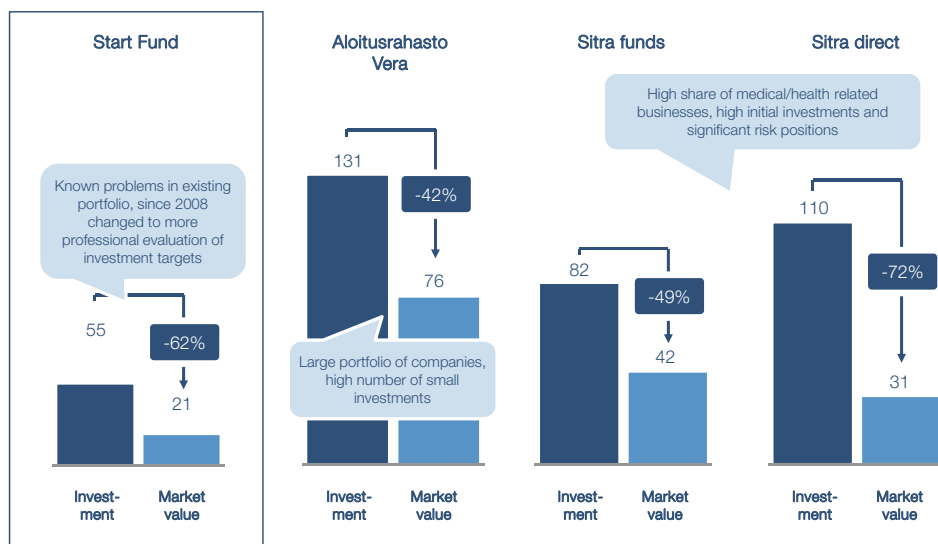 Start Fund
Known problems in existing
portfolio, since 2008
changed to more
professional evaluation of
investment targets
55
-62%
21
Invest-
ment
Market
value
Aloitusrahasto
Vera
131
-42%
76
Large portfolio of companies,
high number of small
investments
Invest-
ment
Market
value
Sitra funds
82
-49%
42
Invest-
ment
Market
value
Sitra direct
High share of medical/health related
businesses, high initial investments and
significant risk positions
110
-72%
31
Invest-
ment
Market
value